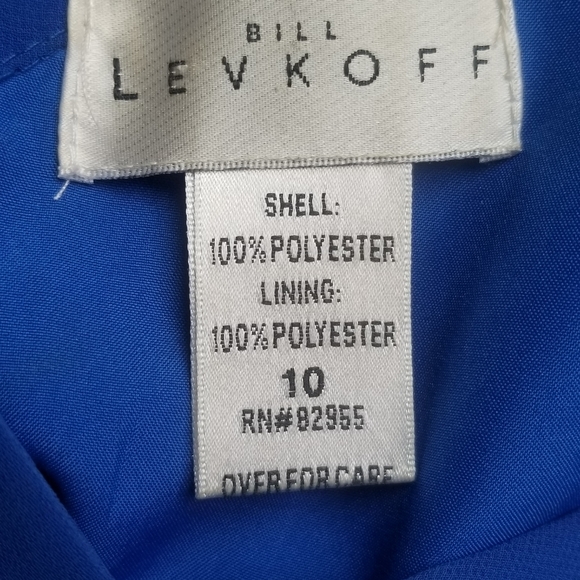 BILL
LEVKOFF
SHELL:
100% POLYESTER
LINING:
100% POLYESTER
10
RN#82955
OVER FOR CARE